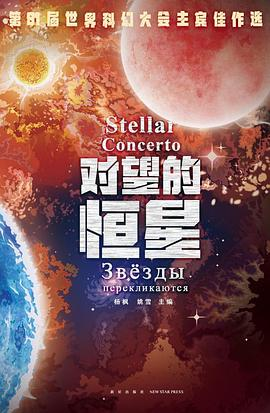 第81届世界科幻大会主宾佳作选
Stellar
Concerto
对望的
恒星
Звёзды
перекликаются
杨枫 姚雪 主编
新星出版社 NEW STAR PRESS